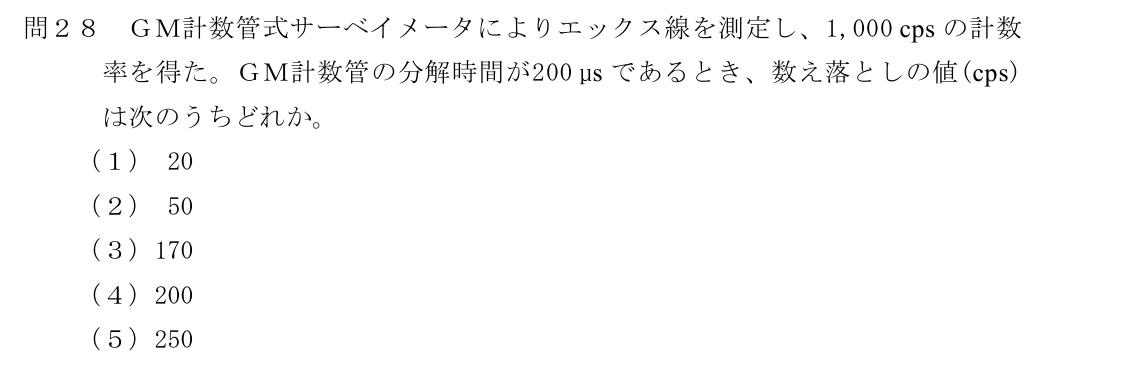 問２８　ＧＭ計数管式サーベイメータによりエックス線を測定し、1,000 cps の計数
率を得た。ＧＭ計数管の分解時間が200 µs であるとき、数え落としの値(cps)
は次のうちどれか。
（１） 20
（２） 50
（３）170
（４）200
（５）250